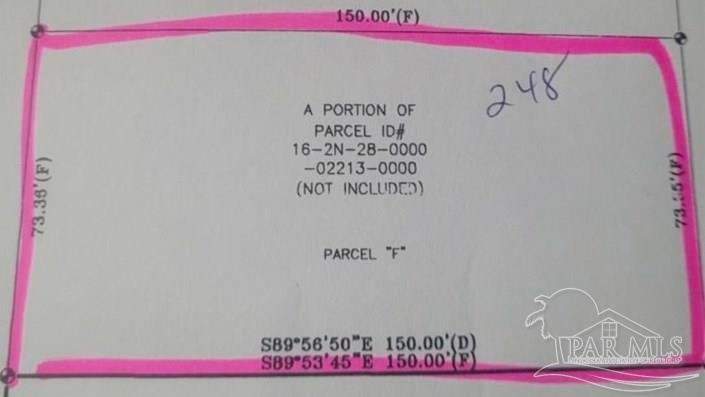 150.00'(F)
248
A PORTION OF
PARCEL ID#
16-2N-28-0000
-02213-0000
(NOT INCLUDED)
73.36'(F)
PARCEL "F"
S89°56'50"E 150.00'(D)
S89°53'45"E 150.00'(F)
PAR MLS